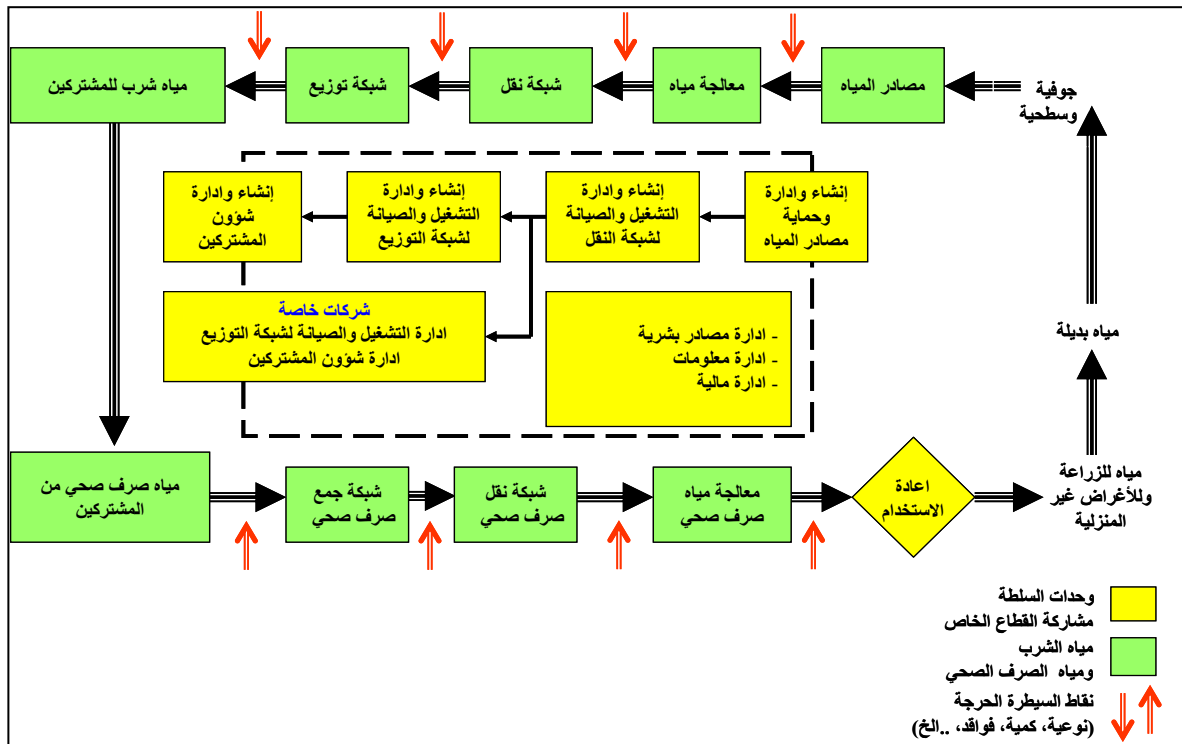 جوفية
وسطحية
مصادر المياه
معالجة مياه
شبكة نقل
شبكة توزيع
مياه شرب للمشتركين
إنشاء وادارة
وحماية
مصادر المياه
إنشاء وادارة
التشغيل والصيانة
لشبكة النقل
إنشاء وادارة
التشغيل والصيانة
لشبكة التوزيع
إنشاء وادارة
شؤون
المشتركين
- ادارة مصادر بشرية
- ادارة معلومات
- ادارة مالية
شركات خاصة
ادارة التشغيل والصيانة لشبكة التوزيع
ادارة شؤون المشتركين
مياه بديلة
مياه صرف صحي من
المشتركين
شبكة جمع
صرف صحي
شبكة نقل
صرف صحي
معالجة مياه
صرف صحي
اعادة
الاستخدام
مياه للزراعة
وللأغراض غير
المنزلية
وحدات السلطة
مشاركة القطاع الخاص
مياه الشرب
ومياه الصرف الصحي
نقاط السيطرة الحرجة
(نوعية، كمية، فواقد، ..الخ)